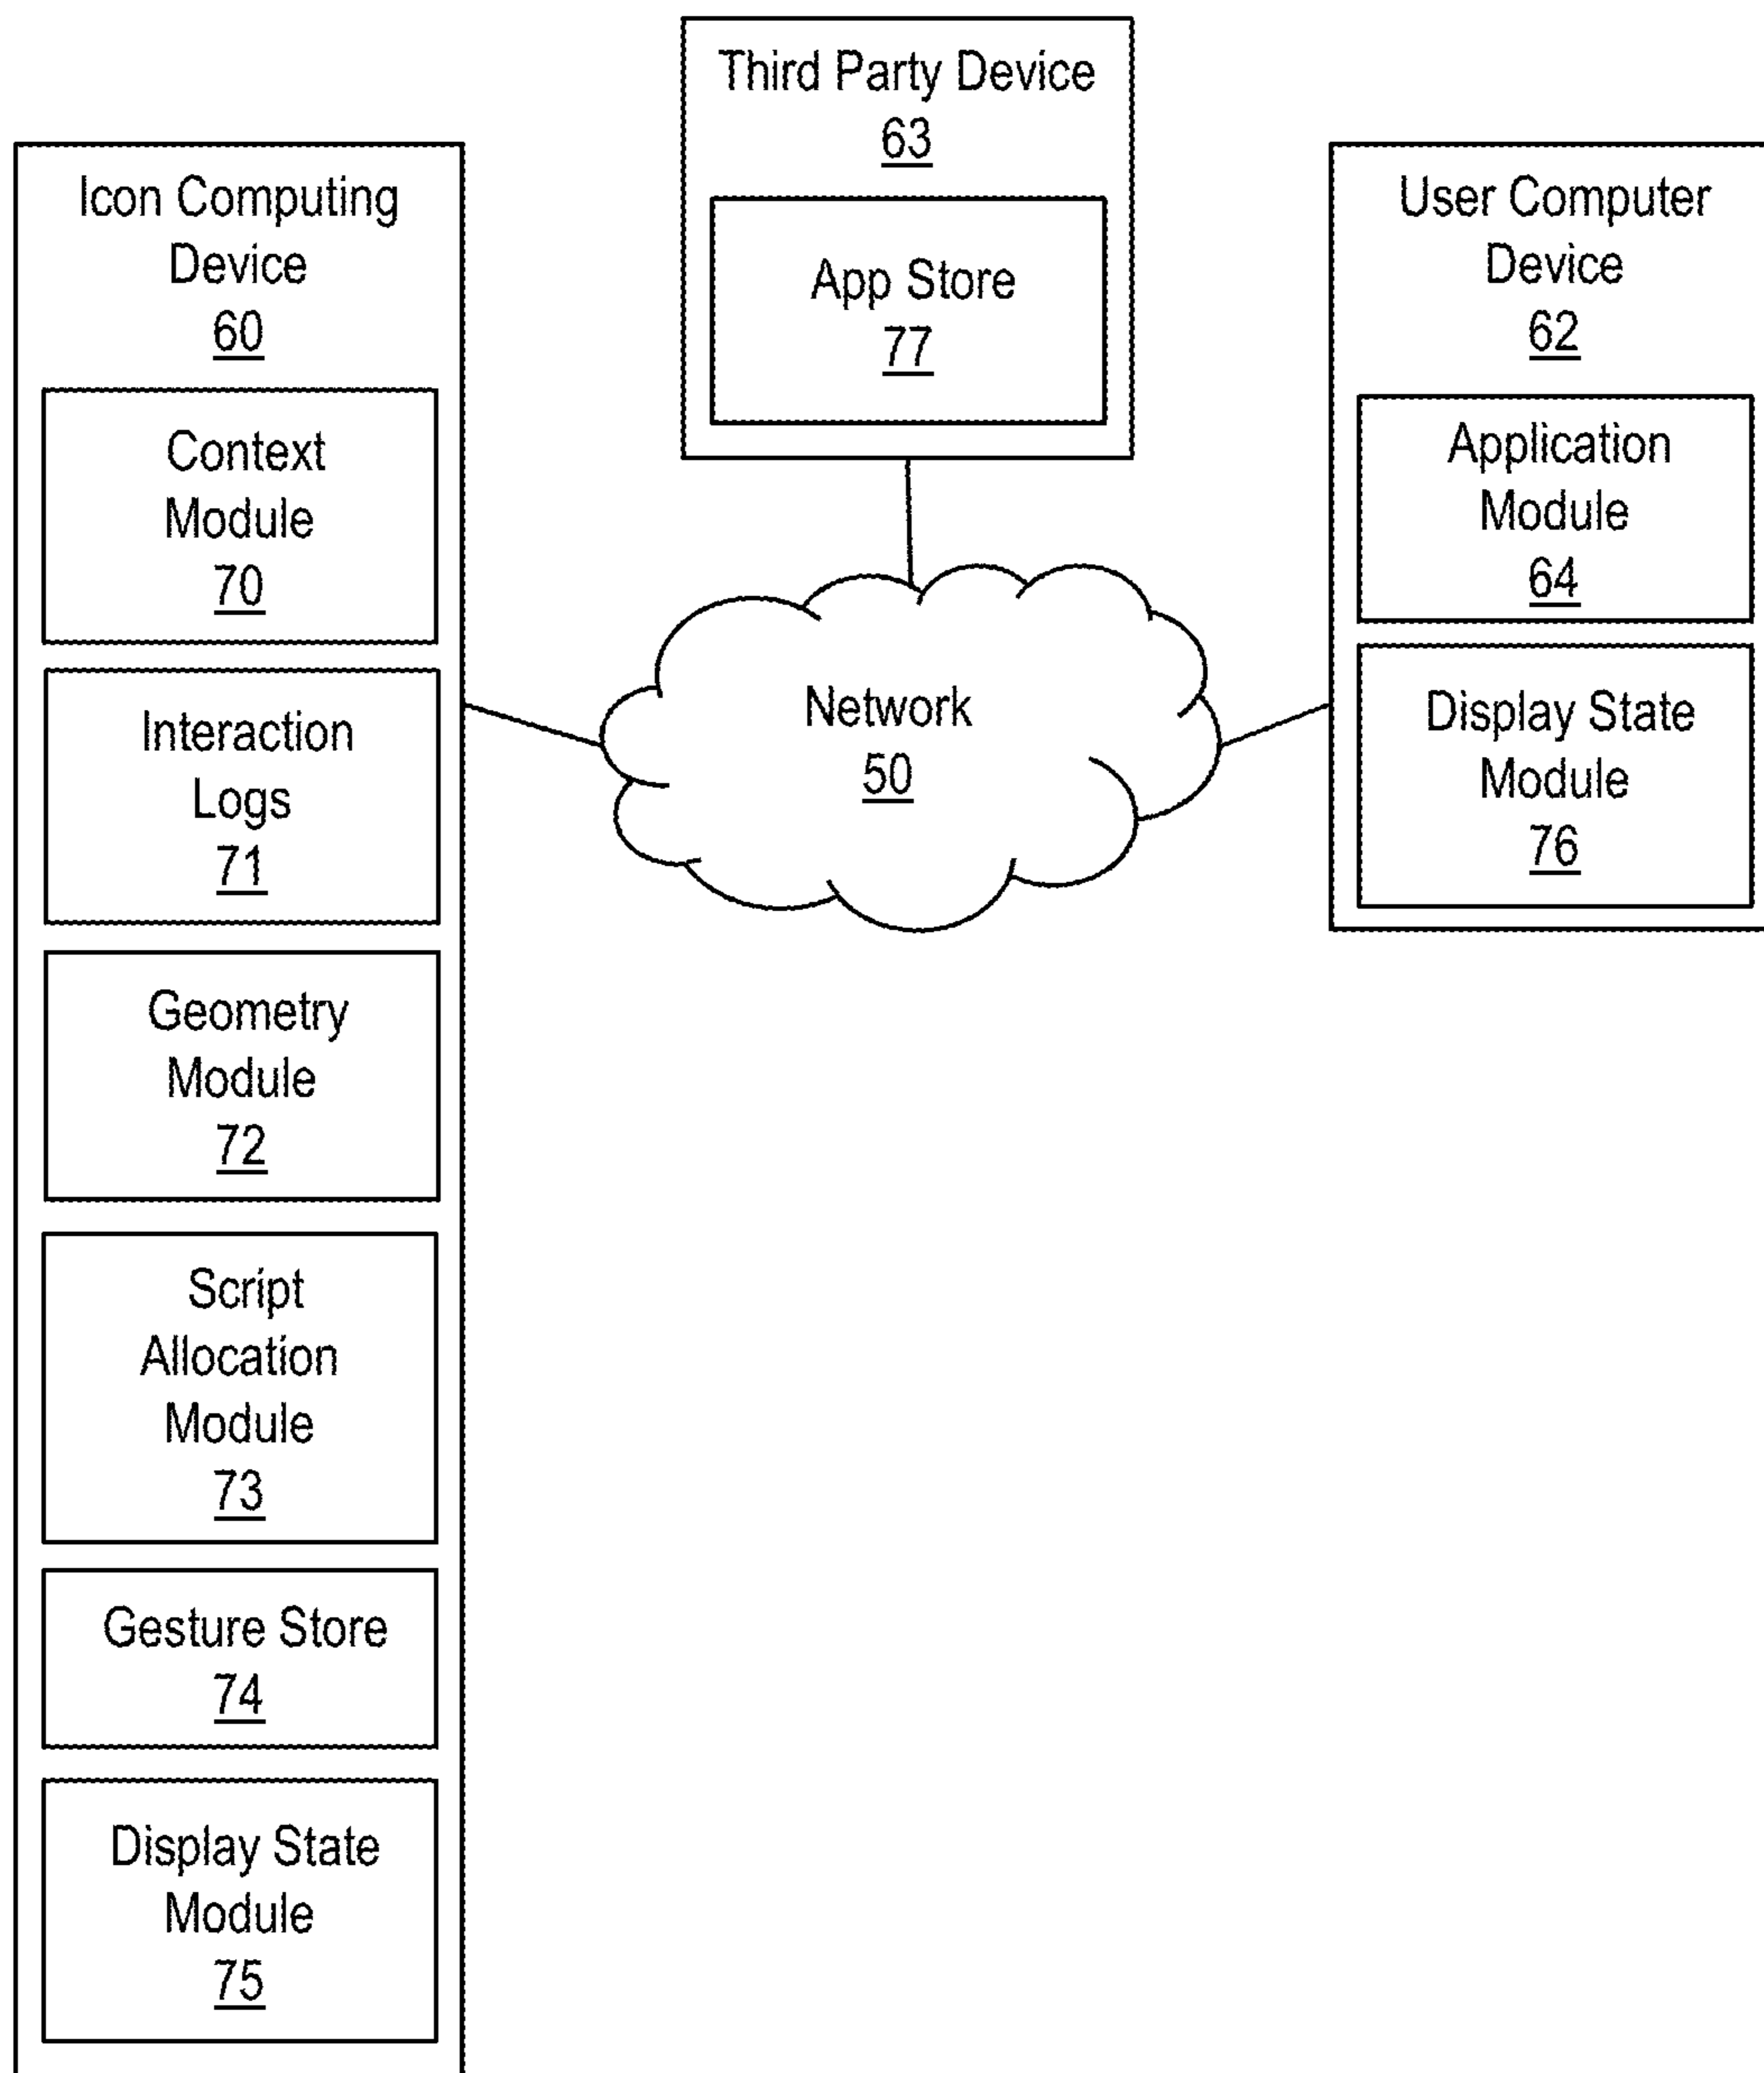 Third Party Device
63
App Store
77
Icon Computing
Device
60
Context
Module
70
Interaction
Logs
71
Geometry
Module
72
Script
Allocation
Module
73
Gesture Store
74
Display State
Module
75
Network
50
User Computer
Device
62
Application
Module
64
Display State
Module
76